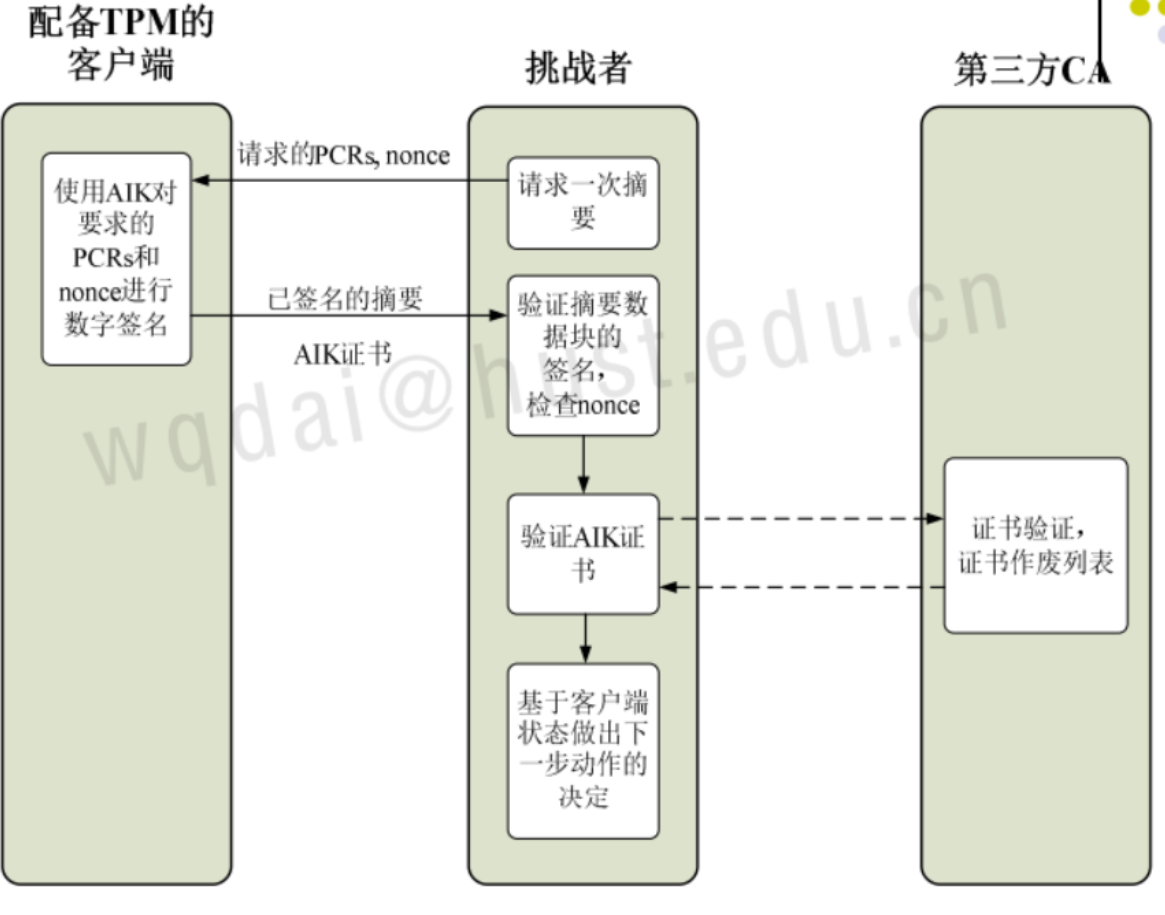 配备TPM的
客户端
挑战者
第三方CA
请求的PCRs, nonce
使用AIK对
要求的
PCRs和
nonce进行
数字签名
请求一次摘
要
已签名的摘要
AIK证书
验证摘要数
据块的
签名，
检查nonce
wqdai@hust.edu.cn
验证AIK证
书
证书验证，
证书作废列表
基于客户端
状态做出下
一步动作的
决定